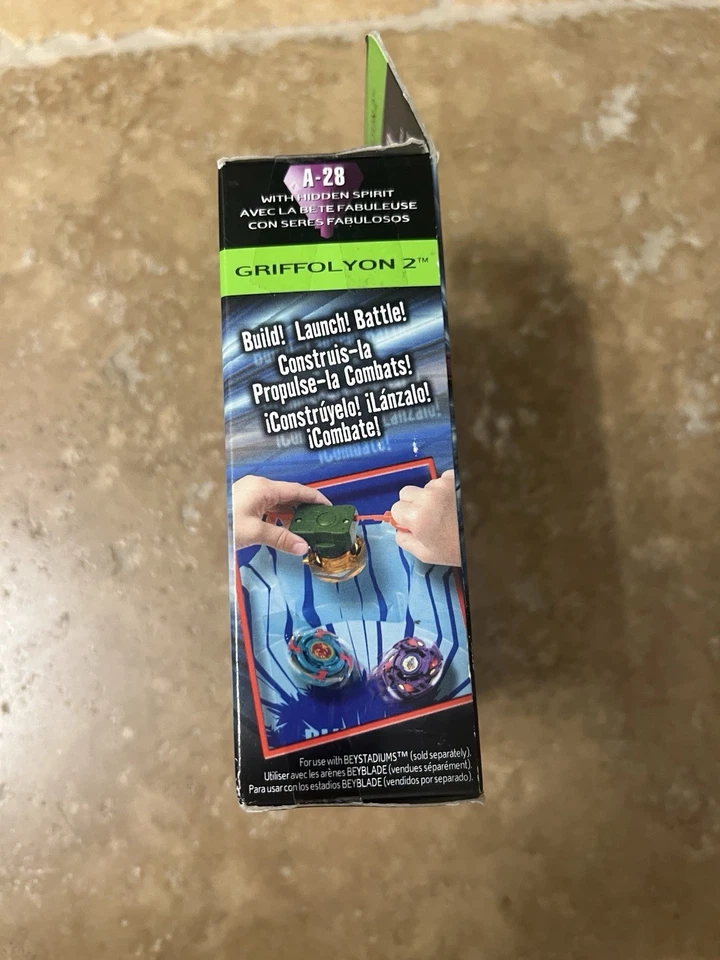 A-28
WITH HIDDEN SPIRIT
AVEC LA BÊTE FABULEUSE
CON SERES FABULOSOS
GRIFFOLYON 2™
Build! Launch! Battle!
Construis-la
Propulse-la Combats!
¡Constrúyelo! ¡Lánzalo!
¡Combate!
For use with BEYSTADIUMS™ (sold separately).
Utiliser avec les arènes BEYBLADE (vendues séparément).
Para usar con los estadios BEYBLADE (vendidos por separado).